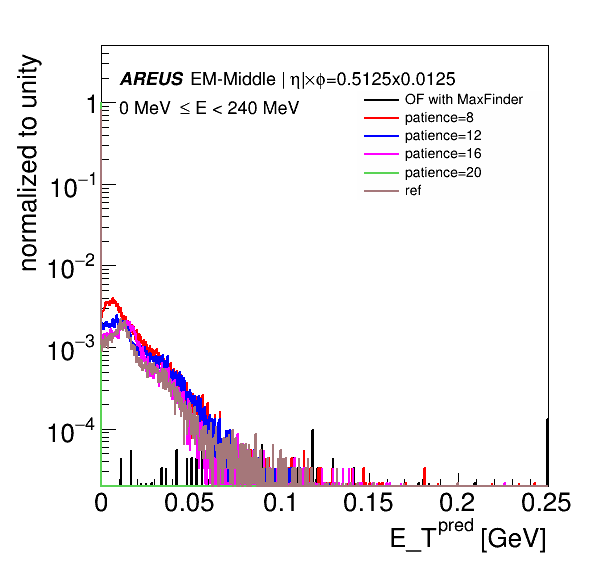 normalized to unity
AREUS EM-Middle | η|×ϕ=0.5125x0.0125
0 MeV ≤ E < 240 MeV
OF with MaxFinder
patience=8
patience=12
patience=16
patience=20
ref
1
10⁻¹
10⁻²
10⁻³
10⁻⁴
0 0.05 0.1 0.15 0.2 0.25
E_T^pred [GeV]